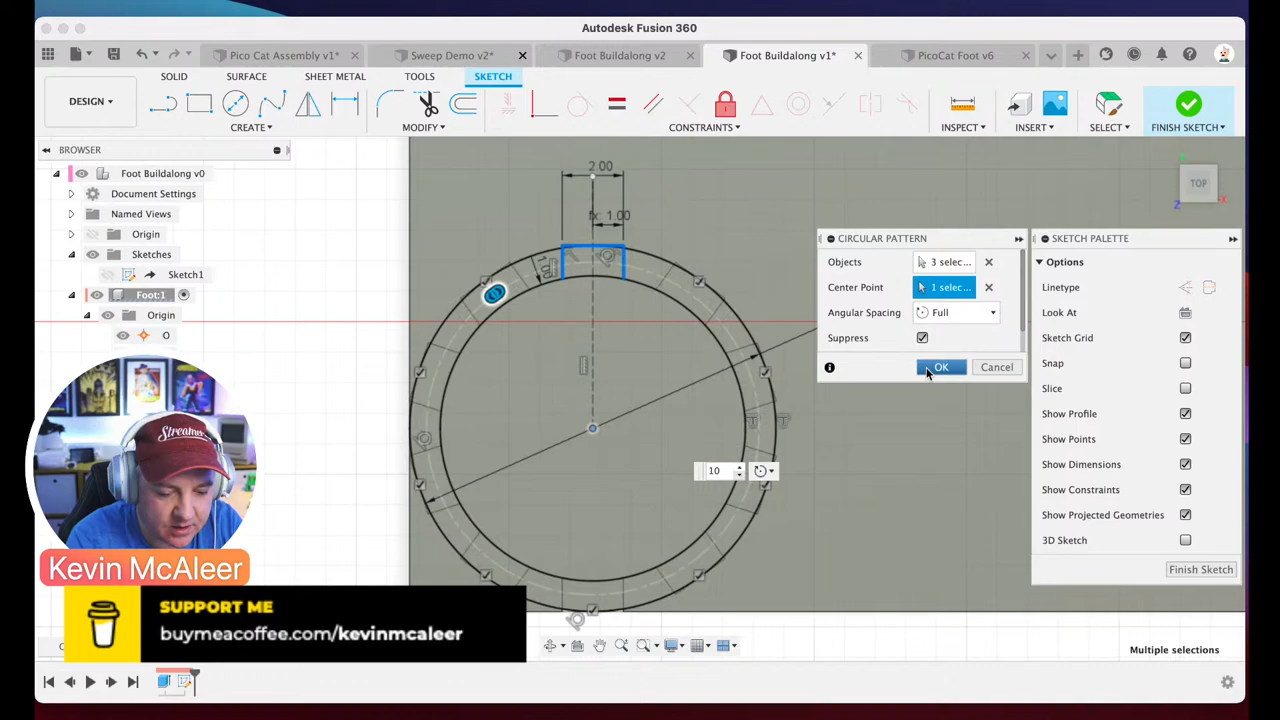 Autodesk Fusion 360
Pico Cat Assembly v1*
Sweep Demo v2*
Foot Buildalong v2
Foot Buildalong v1*
PicoCat Foot v6
SOLID
SURFACE
SHEET METAL
TOOLS
SKETCH
DESIGN
CREATE
MODIFY
CONSTRAINTS
INSPECT
INSERT
SELECT
FINISH SKETCH
BROWSER
Foot Buildalong v0
Document Settings
Named Views
Origin
Sketches
Sketch1
Foot:1
Origin
O
2.00
fx: 1.00
1.00
TOP
Z
X
CIRCULAR PATTERN
Objects
3 selec...
Center Point
1 selec...
Angular Spacing
Full
Suppress
OK
Cancel
10
SKETCH PALETTE
Options
Linetype
Look At
Sketch Grid
Snap
Slice
Show Profile
Show Points
Show Dimensions
Show Constraints
Show Projected Geometries
3D Sketch
Finish Sketch
Streams
Kevin McAleer
SUPPORT ME
buymeacoffee.com/kevinmcaleer
Multiple selections